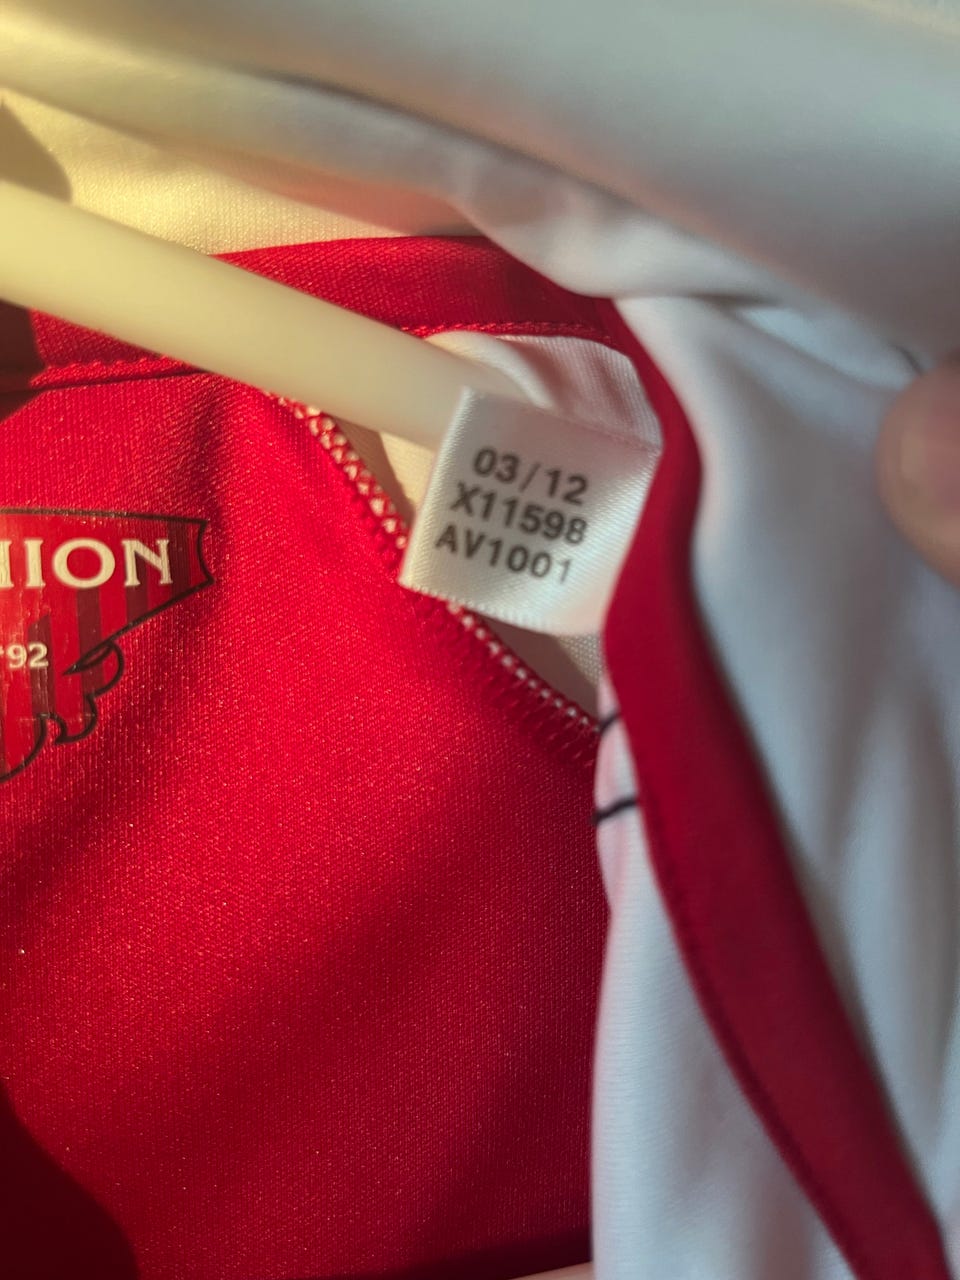 03/12
X11598
AV1001
HION
'92